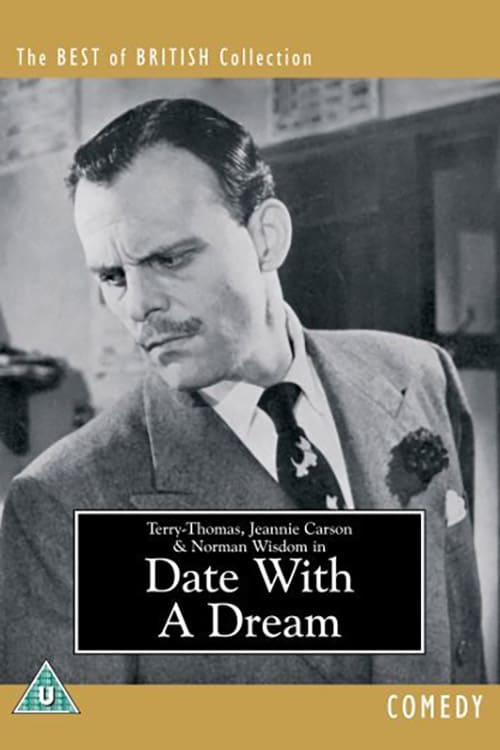 The BEST of BRITISH Collection
Terry-Thomas, Jeannie Carson
& Norman Wisdom in
Date With
A Dream
U
COMEDY